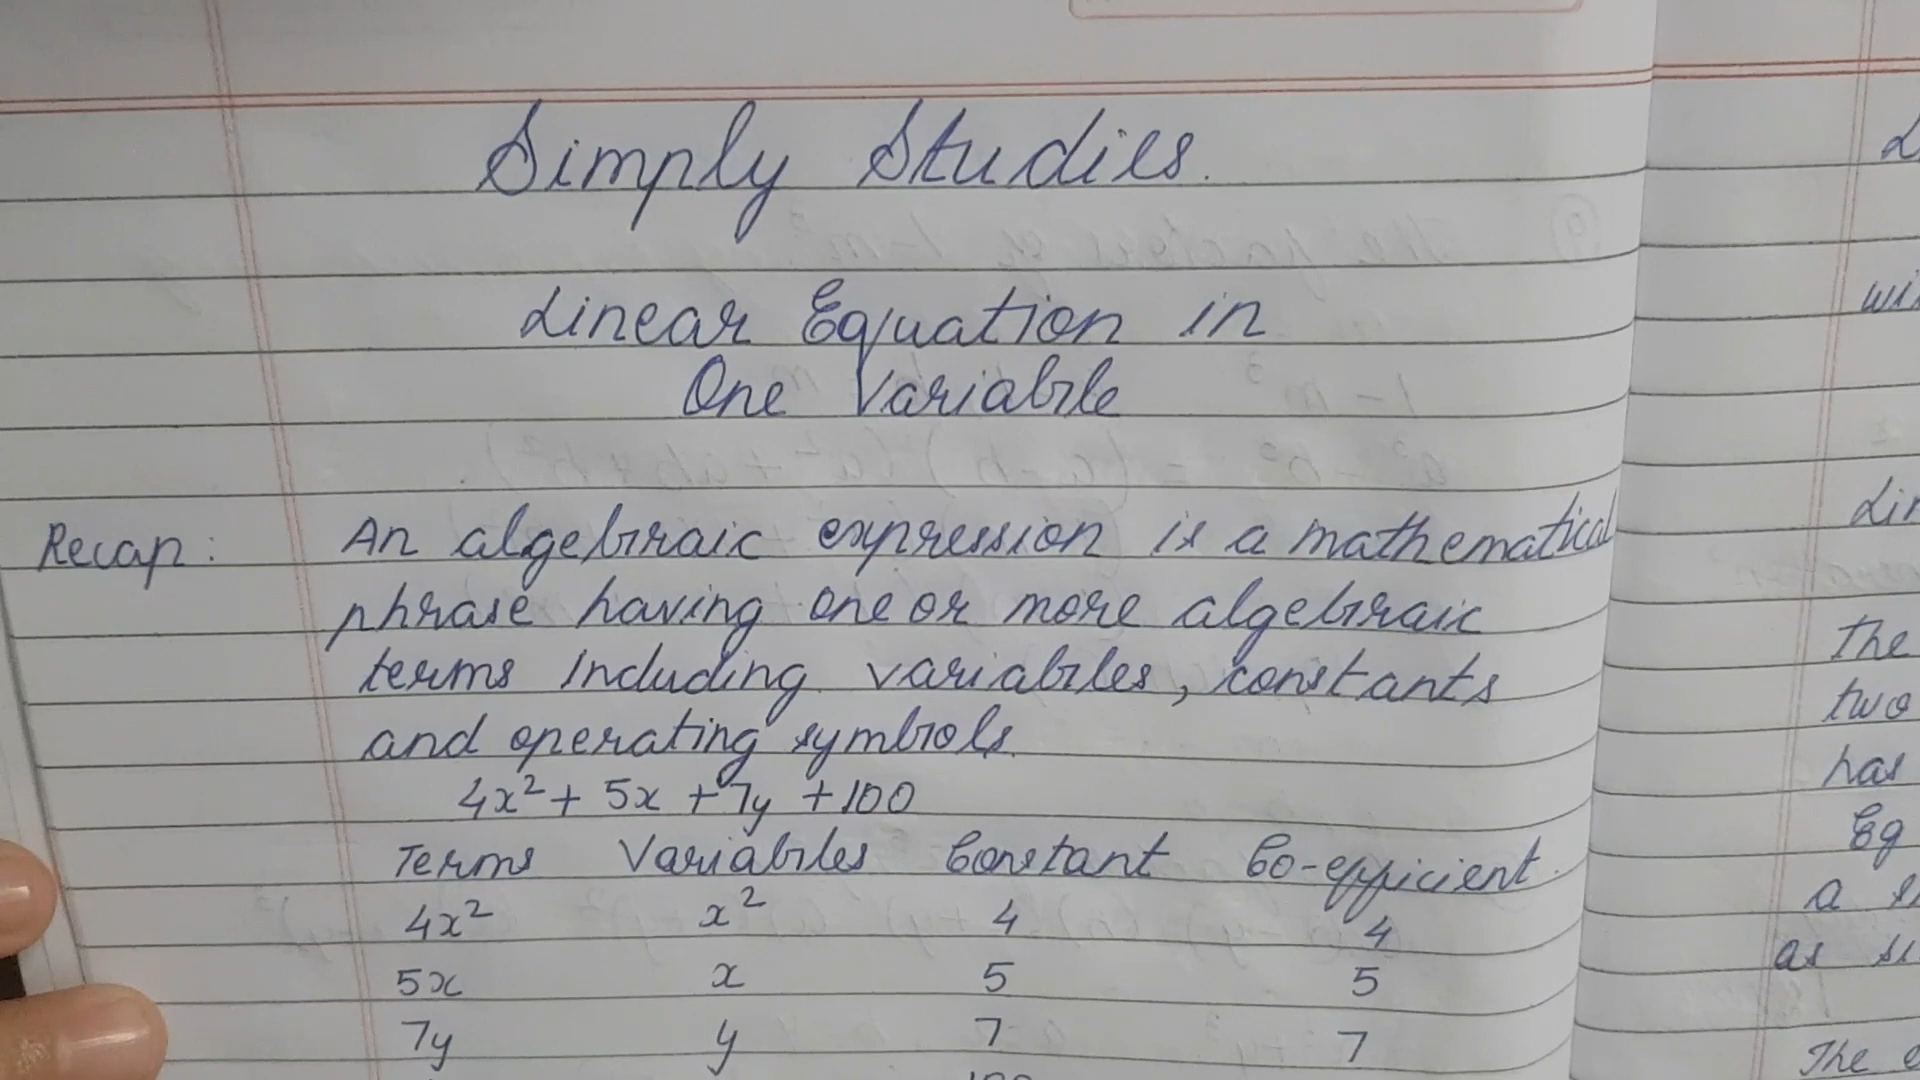 Simply Studies.
Linear Equation in
One Variable
Recap: An algebraic expression is a mathematical
phrase having one or more algebraic
terms including variables, constants
and operating symbols.
4x² + 5x + 7y + 100
Terms Variables Constant Co-efficient.
4x² x² 4 4
5x x 5 5
7y y 7 7
the
two
has
Eg
a
as
The